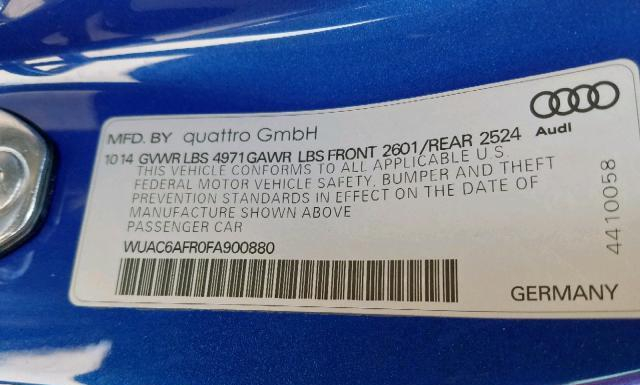 Audi
MFD. BY quattro GmbH
1014 GVWR LBS 4971 GAWR LBS FRONT 2601/REAR 2524
THIS VEHICLE CONFORMS TO ALL APPLICABLE U.S.
FEDERAL MOTOR VEHICLE SAFETY, BUMPER AND THEFT
PREVENTION STANDARDS IN EFFECT ON THE DATE OF
MANUFACTURE SHOWN ABOVE
PASSENGER CAR
WUAC6AFR0FA900880
GERMANY
4410058